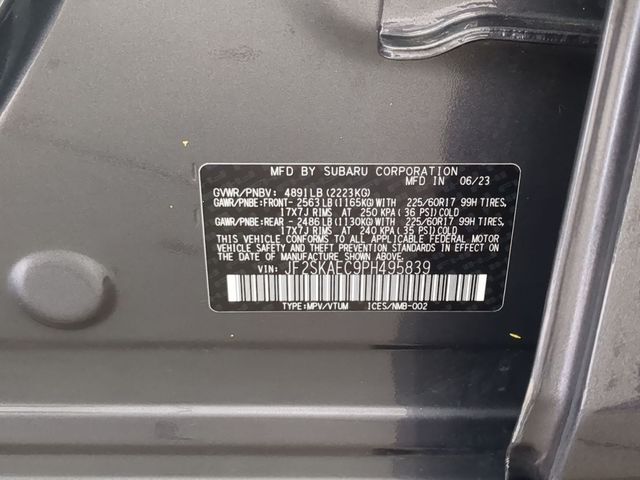 MFD BY SUBARU CORPORATION
MFD IN 06/23
GVWR/PNBV: 4891LB(2223KG)
GAWR/PNBE:FRONT- 2563LB(1165KG)WITH 225/60R17 99H TIRES,
17X7J RIMS AT 250 KPA( 36 PSI)COLD
GAWR/PNBE:REAR - 2486LB(1130KG)WITH 225/60R17 99H TIRES,
17X7J RIMS AT 240 KPA( 35 PSI)COLD
THIS VEHICLE CONFORMS TO ALL APPLICABLE FEDERAL MOTOR
VEHICLE SAFETY AND THEFT PREVENTION STANDARDS IN EFFECT ON
THE DATE OF MANUFACTURE SHOWN ABOVE.
VIN: JF2SKAEC9PH495839
TYPE:MPV/VTUM ICES/NMB-002